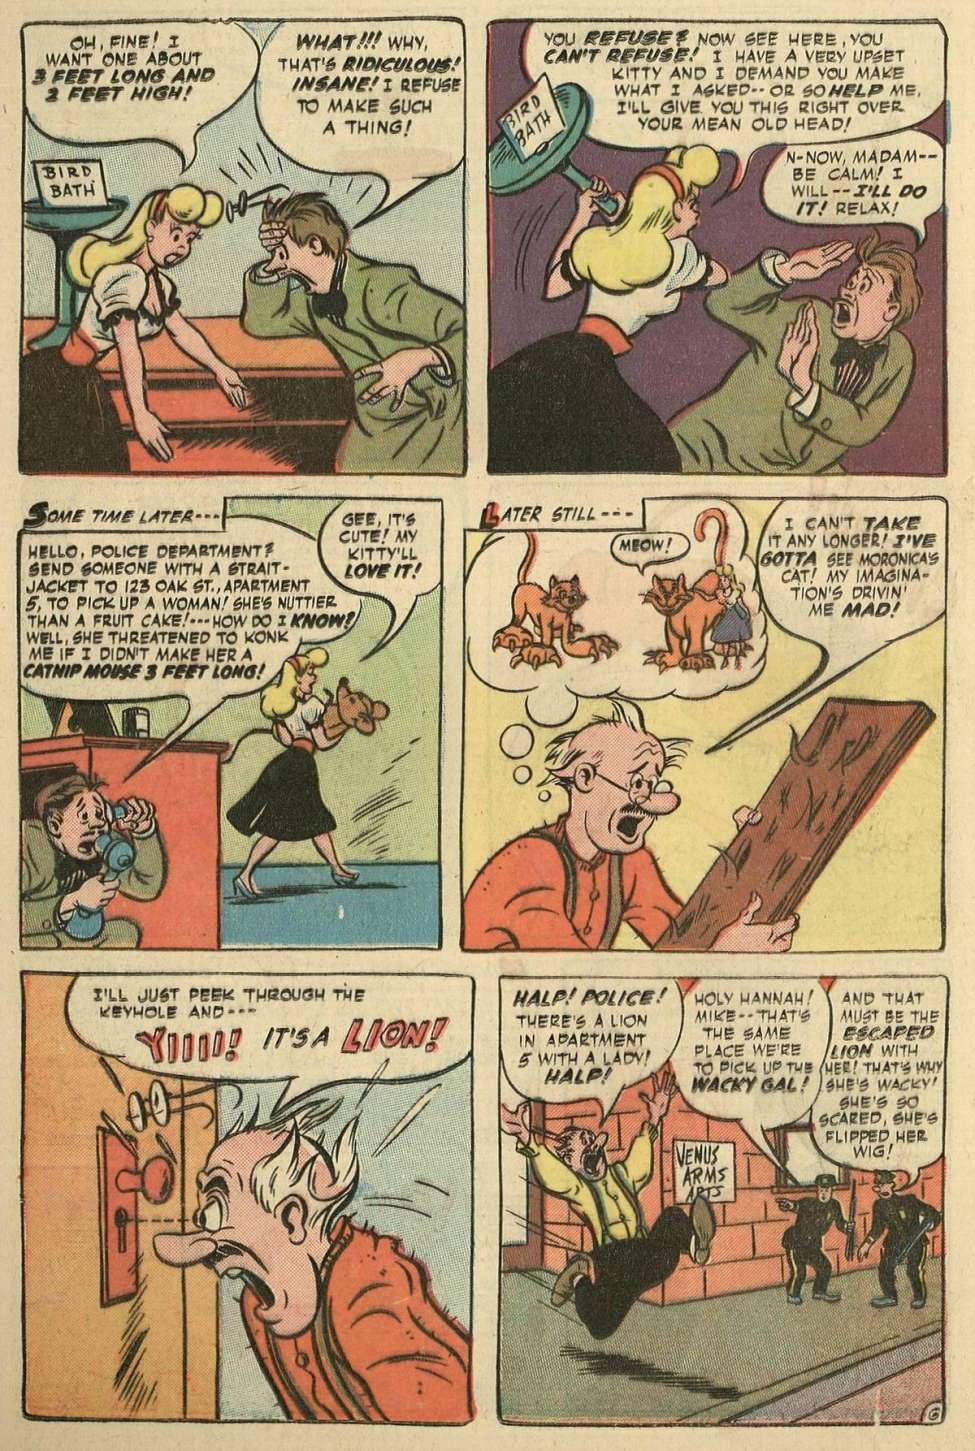 OH, FINE! I
WANT ONE ABOUT
3 FEET LONG AND
2 FEET HIGH!
WHAT!!! WHY,
THAT'S RIDICULOUS!
INSANE! I REFUSE
TO MAKE SUCH
A THING!
BIRD
BATH
YOU REFUSE? NOW SEE HERE, YOU
CAN'T REFUSE! I HAVE A VERY UPSET
KITTY AND I DEMAND YOU MAKE
WHAT I ASKED-- OR SO HELP ME,
I'LL GIVE YOU THIS RIGHT OVER
YOUR MEAN OLD HEAD!
BIRD
BATH
N-NOW, MADAM--
BE CALM! I
WILL-- I'LL DO
IT! RELAX!
SOME TIME LATER---
HELLO, POLICE DEPARTMENT?
SEND SOMEONE WITH A STRAIT-
JACKET TO 123 OAK ST., APARTMENT
5, TO PICK UP A WOMAN! SHE'S NUTTIER
THAN A FRUIT CAKE!---HOW DO I KNOW?
WELL, SHE THREATENED TO KONK
ME IF I DIDN'T MAKE HER A
CATNIP MOUSE 3 FEET LONG!
GEE, IT'S
CUTE! MY
KITTY'LL
LOVE IT!
LATER STILL---
MEOW!
I CAN'T TAKE
IT ANY LONGER! I'VE
GOTTA SEE MORONICA'S
CAT! MY IMAGINA-
TION'S DRIVIN'
ME MAD!
I'LL JUST PEEK THROUGH THE
KEYHOLE AND---
YIIIII! IT'S A LION!
HALP! POLICE!
THERE'S A LION
IN APARTMENT
5 WITH A LADY!
HALP!
HOLY HANNAH!
MIKE--THAT'S
THE SAME
PLACE WE'RE
TO PICK UP THE
WACKY GAL!
AND THAT
MUST BE THE
ESCAPED
LION WITH
HER! THAT'S WHY
SHE'S WACKY!
SHE'S SO
SCARED, SHE'S
FLIPPED HER
WIG!
VENUS
ARMS
APTS
6